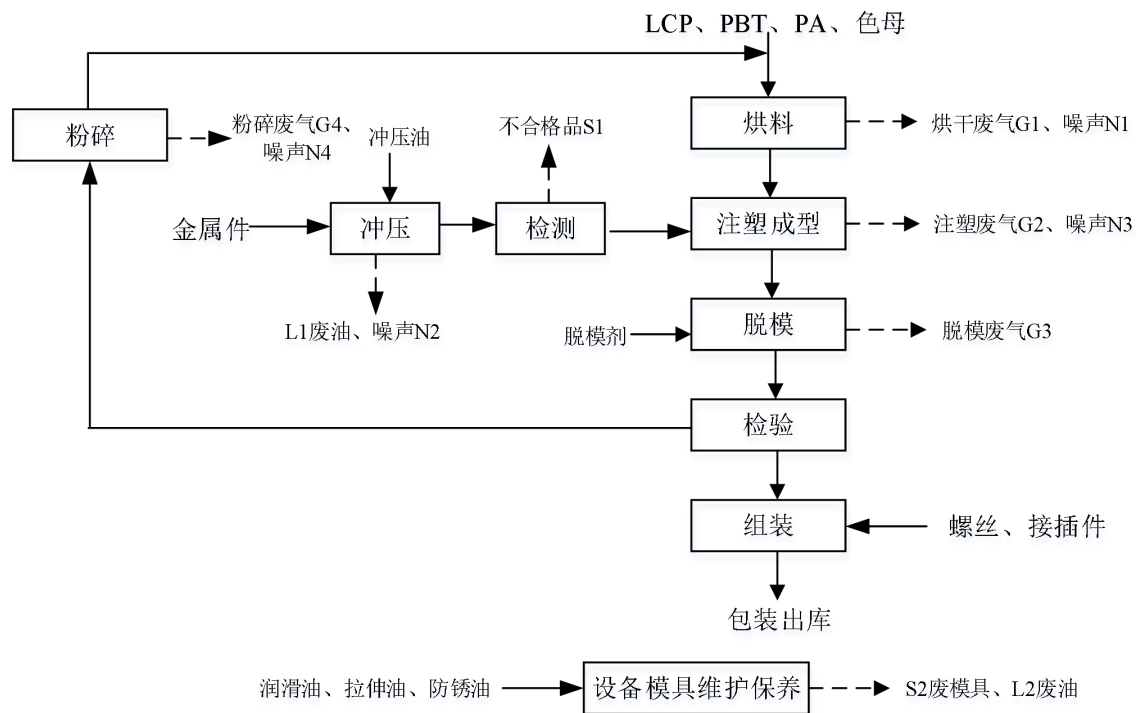 LCP、PBT、PA、色母
粉碎
粉碎废气G4、
噪声N4
冲压油
不合格品S1
烘料
烘干废气G1、噪声N1
金属件
冲压
检测
注塑成型
注塑废气G2、噪声N3
L1废油、噪声N2
脱模剂
脱模
脱模废气G3
检验
组装
螺丝、接插件
包装出库
润滑油、拉伸油、防锈油
设备模具维护保养
S2废模具、L2废油